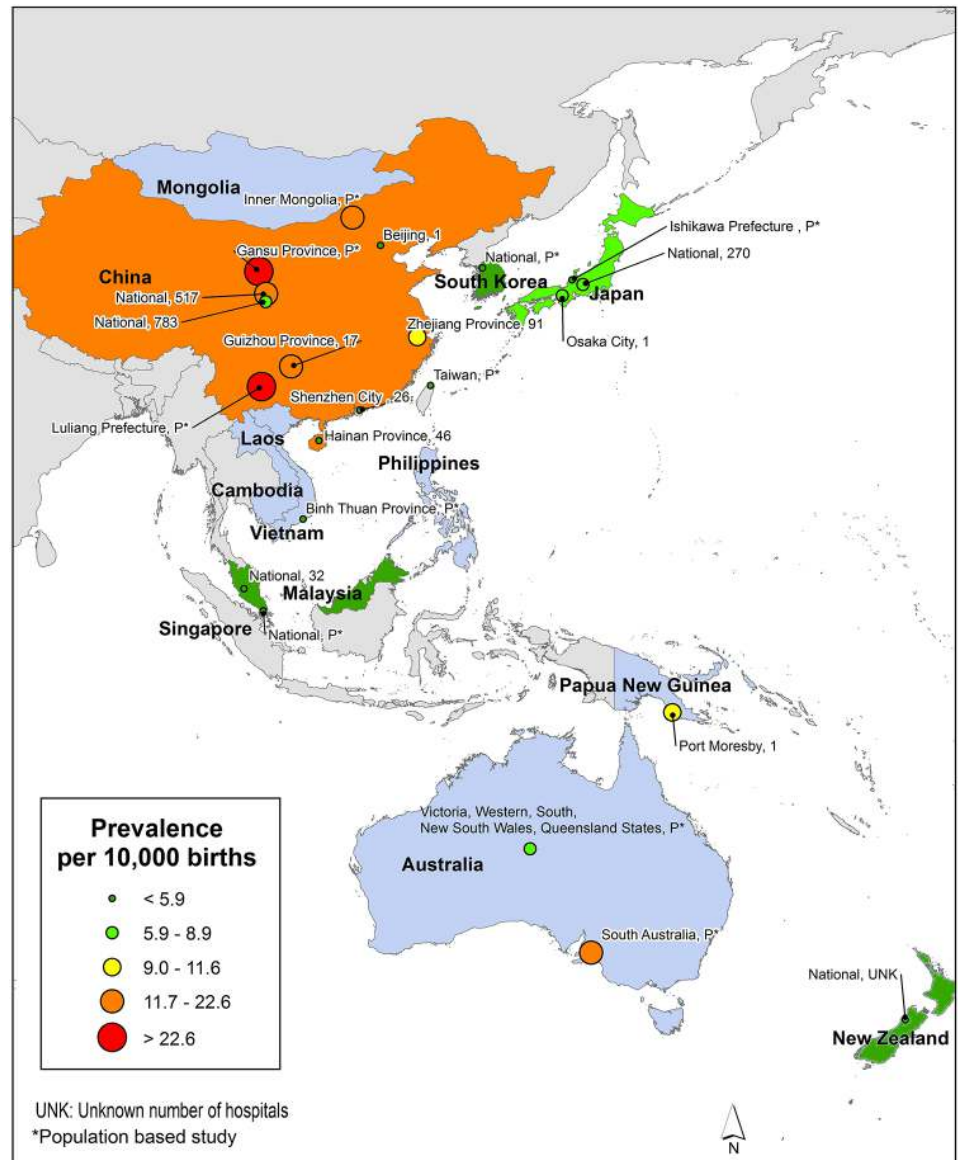 Mongolia
Inner Mongolia, P*
Beijing, 1
Ishikawa Prefecture , P*
Gansu Province, P*
National, P*
National, 270
China
South Korea
Japan
National, 517
National, 783
Zhejiang Province, 91
Guizhou Province, 17
Osaka City, 1
Taiwan, P*
Shenzhen City , 26
Luliang Prefecture, P*
Laos
Hainan Province, 46
Philippines
Cambodia
Binh Thuan Province, P*
Vietnam
National, 32
Malaysia
Singapore
National, P*
Papua New Guinea
Port Moresby, 1
Victoria, Western, South,
New South Wales, Queensland States, P*
Australia
South Australia, P*
National, UNK
New Zealand
Prevalence
per 10,000 births
< 5.9
5.9 - 8.9
9.0 - 11.6
11.7 - 22.6
> 22.6
UNK: Unknown number of hospitals
*Population based study
N